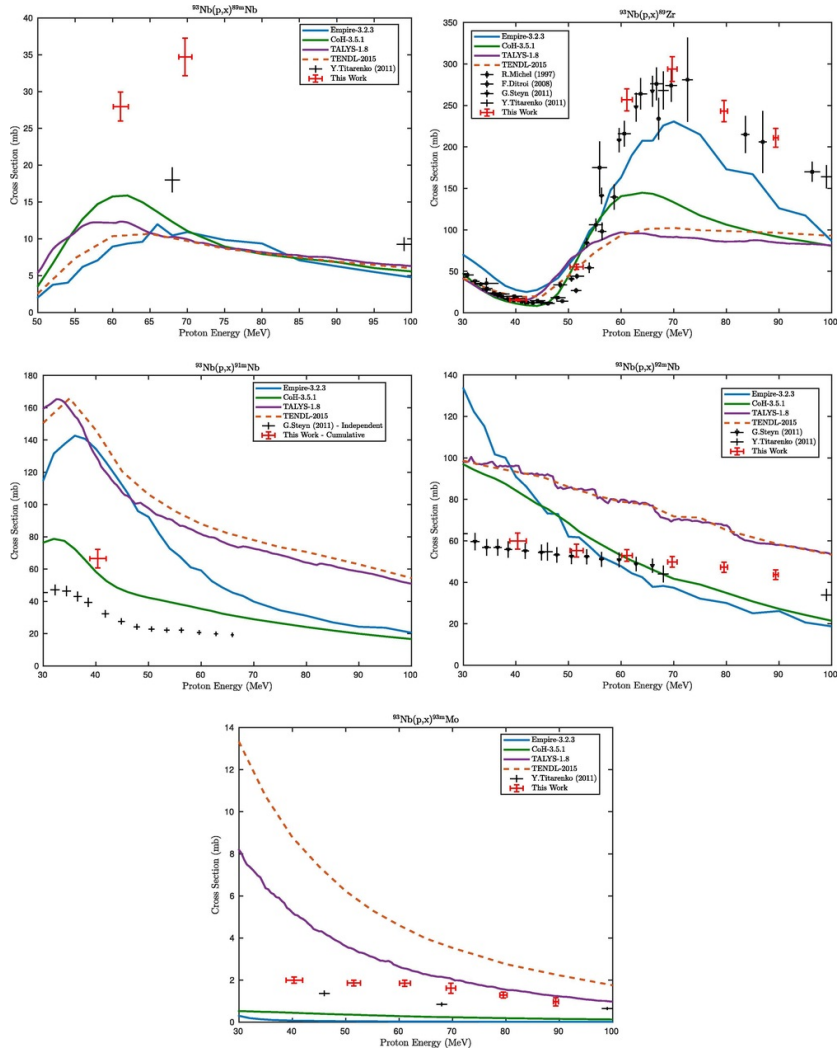 ⁹³Nb(p,x)⁸⁹ᵐNb
Empire-3.2.3
CoH-3.5.1
TALYS-1.8
TENDL-2015
Y.Titarenko (2011)
This Work
Cross Section (mb)
40
35
30
25
20
15
10
5
0
50 55 60 65 70 75 80 85 90 95 100
Proton Energy (MeV)
⁹³Nb(p,x)⁸⁹Zr
Empire-3.2.3
CoH-3.5.1
TALYS-1.8
TENDL-2015
R.Michel (1997)
F.Ditroi (2008)
G.Steyn (2011)
Y.Titarenko (2011)
This Work
Cross Section (mb)
350
300
250
200
150
100
50
0
30 40 50 60 70 80 90 100
Proton Energy (MeV)
⁹³Nb(p,x)⁹¹ᵐNb
Empire-3.2.3
CoH-3.5.1
TALYS-1.8
TENDL-2015
G.Steyn (2011) - Independent
This Work - Cumulative
Cross Section (mb)
180
160
140
120
100
80
60
40
20
0
30 40 50 60 70 80 90 100
Proton Energy (MeV)
⁹³Nb(p,x)⁹²ᵐNb
Empire-3.2.3
CoH-3.5.1
TALYS-1.8
TENDL-2015
G.Steyn (2011)
Y.Titarenko (2011)
This Work
Cross Section (mb)
140
120
100
80
60
40
20
0
30 40 50 60 70 80 90 100
Proton Energy (MeV)
⁹³Nb(p,x)⁹³ᵐMo
Empire-3.2.3
CoH-3.5.1
TALYS-1.8
TENDL-2015
Y.Titarenko (2011)
This Work
Cross Section (mb)
14
12
10
8
6
4
2
0
30 40 50 60 70 80 90 100
Proton Energy (MeV)